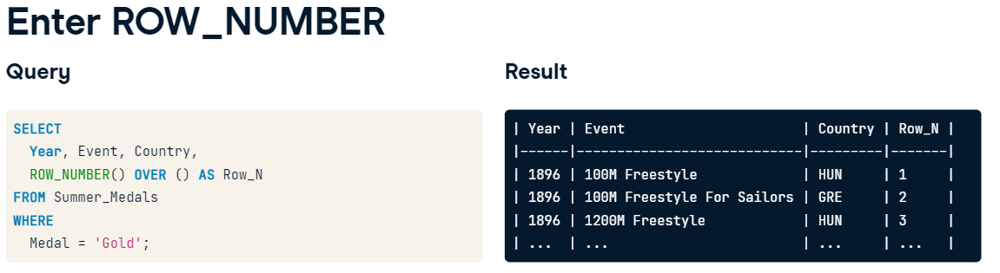 Enter ROW_NUMBER
Query
SELECT
Year, Event, Country,
ROW_NUMBER() OVER () AS Row_N
FROM Summer_Medals
WHERE
Medal = 'Gold';
Result
| Year | Event                       | Country | Row_N |
|------|----------------------------|---------|-------|
| 1896 | 100M Freestyle             | HUN     | 1     |
| 1896 | 100M Freestyle For Sailors | GRE     | 2     |
| 1896 | 1200M Freestyle            | HUN     | 3     |
| ...  | ...                        | ...     | ...   |